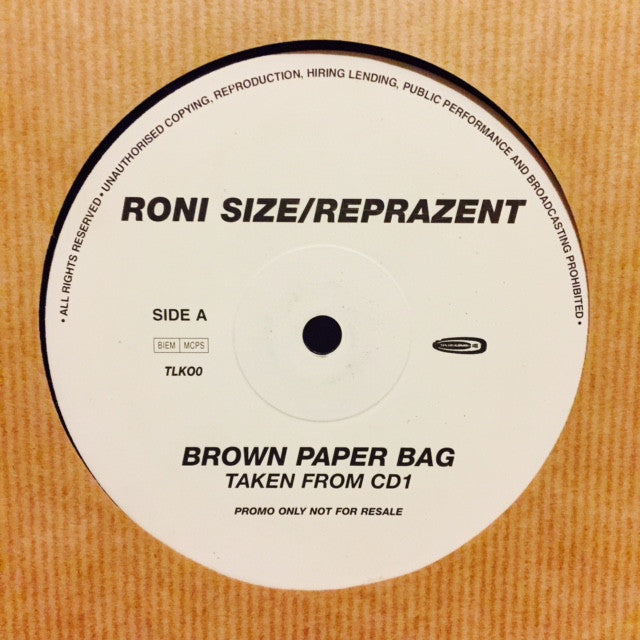 • ALL RIGHTS RESERVED • UNAUTHORISED COPYING, REPRODUCTION, HIRING LENDING, PUBLIC PERFORMANCE AND BROADCASTING PROHIBITED •
RONI SIZE/REPRAZENT
SIDE A
BIEM MCPS
TLK00
BROWN PAPER BAG
TAKEN FROM CD1
PROMO ONLY NOT FOR RESALE